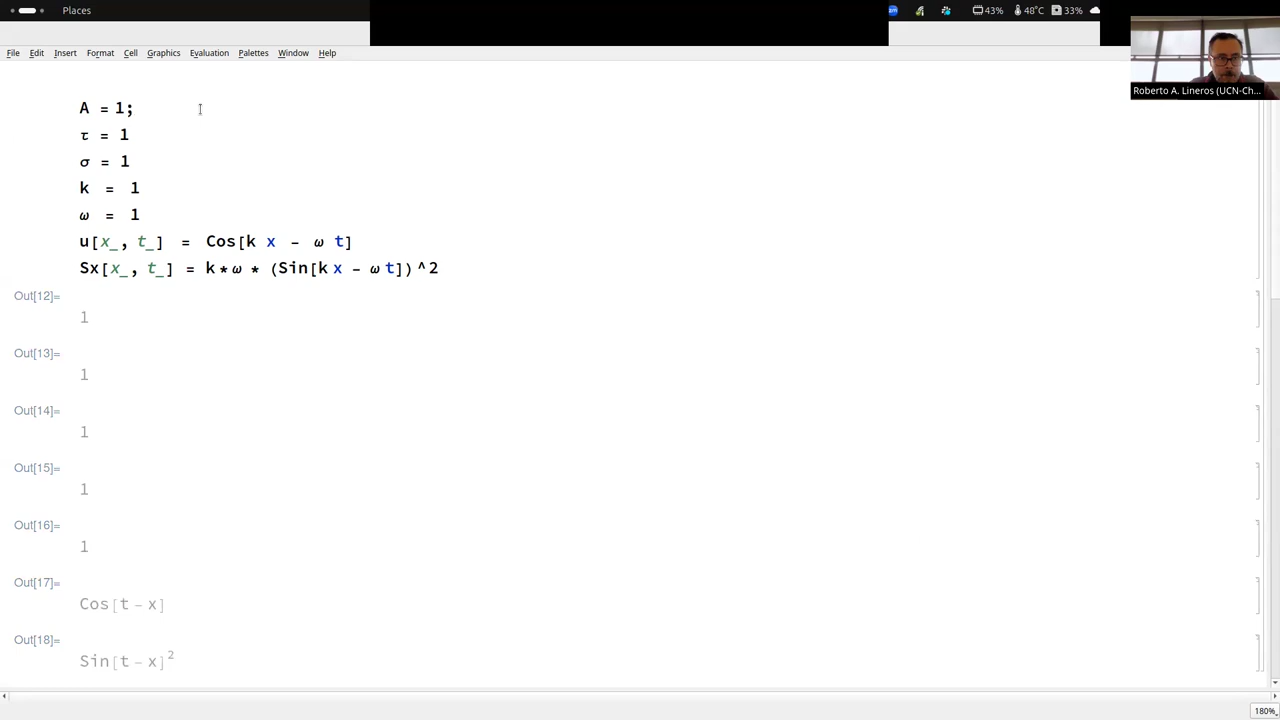 Places
43%
48°C
33%
File Edit Insert Format Cell Graphics Evaluation Palettes Window Help
Roberto A. Lineros (UCN-Ch...
A = 1;
τ = 1
σ = 1
k = 1
ω = 1
u[x_, t_] = Cos[k x - ω t]
Sx[x_, t_] = k*ω * (Sin[k x - ω t])^2
Out[12]=
1
Out[13]=
1
Out[14]=
1
Out[15]=
1
Out[16]=
1
Out[17]=
Cos[t - x]
Out[18]=
Sin[t - x]²
180%